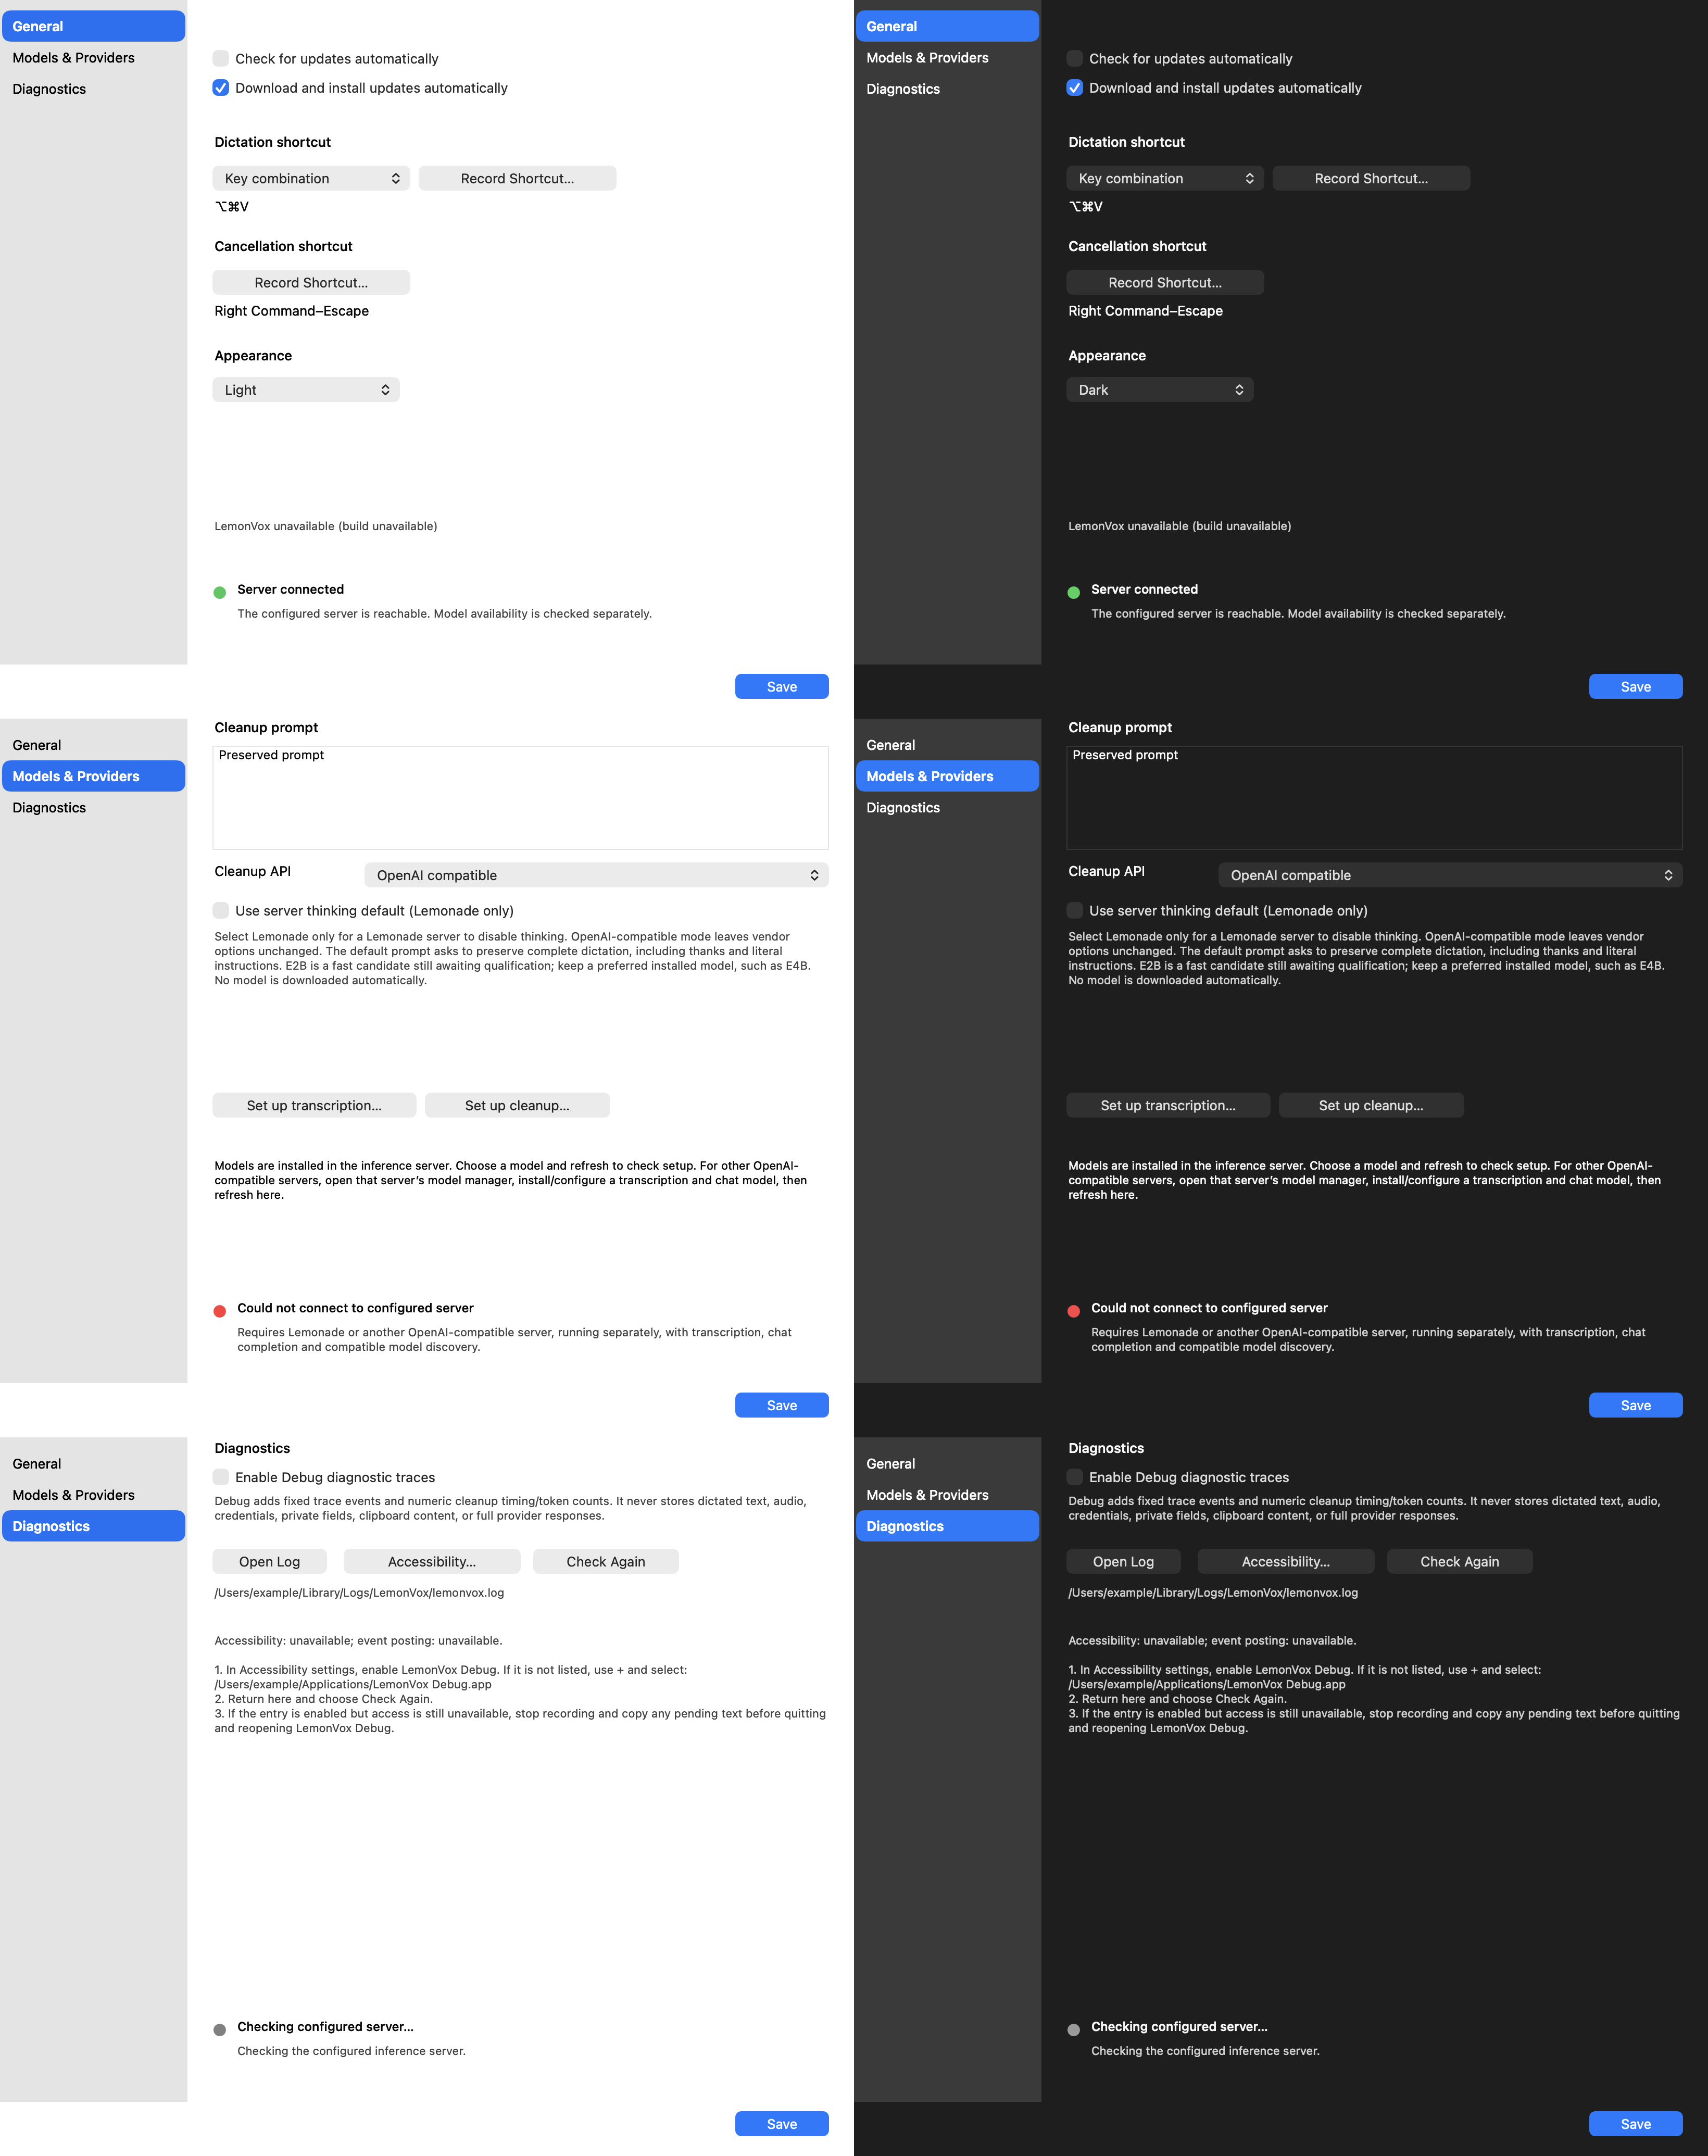 General
Models & Providers
Diagnostics
Check for updates automatically
Download and install updates automatically
Dictation shortcut
Key combination
Record Shortcut...
⌥⌘V
Cancellation shortcut
Record Shortcut...
Right Command–Escape
Appearance
Light
LemonVox unavailable (build unavailable)
Server connected
The configured server is reachable. Model availability is checked separately.
Save
General
Models & Providers
Diagnostics
Check for updates automatically
Download and install updates automatically
Dictation shortcut
Key combination
Record Shortcut...
⌥⌘V
Cancellation shortcut
Record Shortcut...
Right Command–Escape
Appearance
Dark
LemonVox unavailable (build unavailable)
Server connected
The configured server is reachable. Model availability is checked separately.
Save
General
Models & Providers
Diagnostics
Cleanup prompt
Preserved prompt
Cleanup API
OpenAI compatible
Use server thinking default (Lemonade only)
Select Lemonade only for a Lemonade server to disable thinking. OpenAI-compatible mode leaves vendor
options unchanged. The default prompt asks to preserve complete dictation, including thanks and literal
instructions. E2B is a fast candidate still awaiting qualification; keep a preferred installed model, such as E4B.
No model is downloaded automatically.
Set up transcription...
Set up cleanup...
Models are installed in the inference server. Choose a model and refresh to check setup. For other OpenAI-
compatible servers, open that server’s model manager, install/configure a transcription and chat model, then
refresh here.
Could not connect to configured server
Requires Lemonade or another OpenAI-compatible server, running separately, with transcription, chat
completion and compatible model discovery.
Save
General
Models & Providers
Diagnostics
Cleanup prompt
Preserved prompt
Cleanup API
OpenAI compatible
Use server thinking default (Lemonade only)
Select Lemonade only for a Lemonade server to disable thinking. OpenAI-compatible mode leaves vendor
options unchanged. The default prompt asks to preserve complete dictation, including thanks and literal
instructions. E2B is a fast candidate still awaiting qualification; keep a preferred installed model, such as E4B.
No model is downloaded automatically.
Set up transcription...
Set up cleanup...
Models are installed in the inference server. Choose a model and refresh to check setup. For other OpenAI-
compatible servers, open that server’s model manager, install/configure a transcription and chat model, then
refresh here.
Could not connect to configured server
Requires Lemonade or another OpenAI-compatible server, running separately, with transcription, chat
completion and compatible model discovery.
Save
General
Models & Providers
Diagnostics
Diagnostics
Enable Debug diagnostic traces
Debug adds fixed trace events and numeric cleanup timing/token counts. It never stores dictated text, audio,
credentials, private fields, clipboard content, or full provider responses.
Open Log
Accessibility...
Check Again
/Users/example/Library/Logs/LemonVox/lemonvox.log
Accessibility: unavailable; event posting: unavailable.
1. In Accessibility settings, enable LemonVox Debug. If it is not listed, use + and select:
/Users/example/Applications/LemonVox Debug.app
2. Return here and choose Check Again.
3. If the entry is enabled but access is still unavailable, stop recording and copy any pending text before quitting
and reopening LemonVox Debug.
Checking configured server...
Checking the configured inference server.
Save
General
Models & Providers
Diagnostics
Diagnostics
Enable Debug diagnostic traces
Debug adds fixed trace events and numeric cleanup timing/token counts. It never stores dictated text, audio,
credentials, private fields, clipboard content, or full provider responses.
Open Log
Accessibility...
Check Again
/Users/example/Library/Logs/LemonVox/lemonvox.log
Accessibility: unavailable; event posting: unavailable.
1. In Accessibility settings, enable LemonVox Debug. If it is not listed, use + and select:
/Users/example/Applications/LemonVox Debug.app
2. Return here and choose Check Again.
3. If the entry is enabled but access is still unavailable, stop recording and copy any pending text before quitting
and reopening LemonVox Debug.
Checking configured server...
Checking the configured inference server.
Save